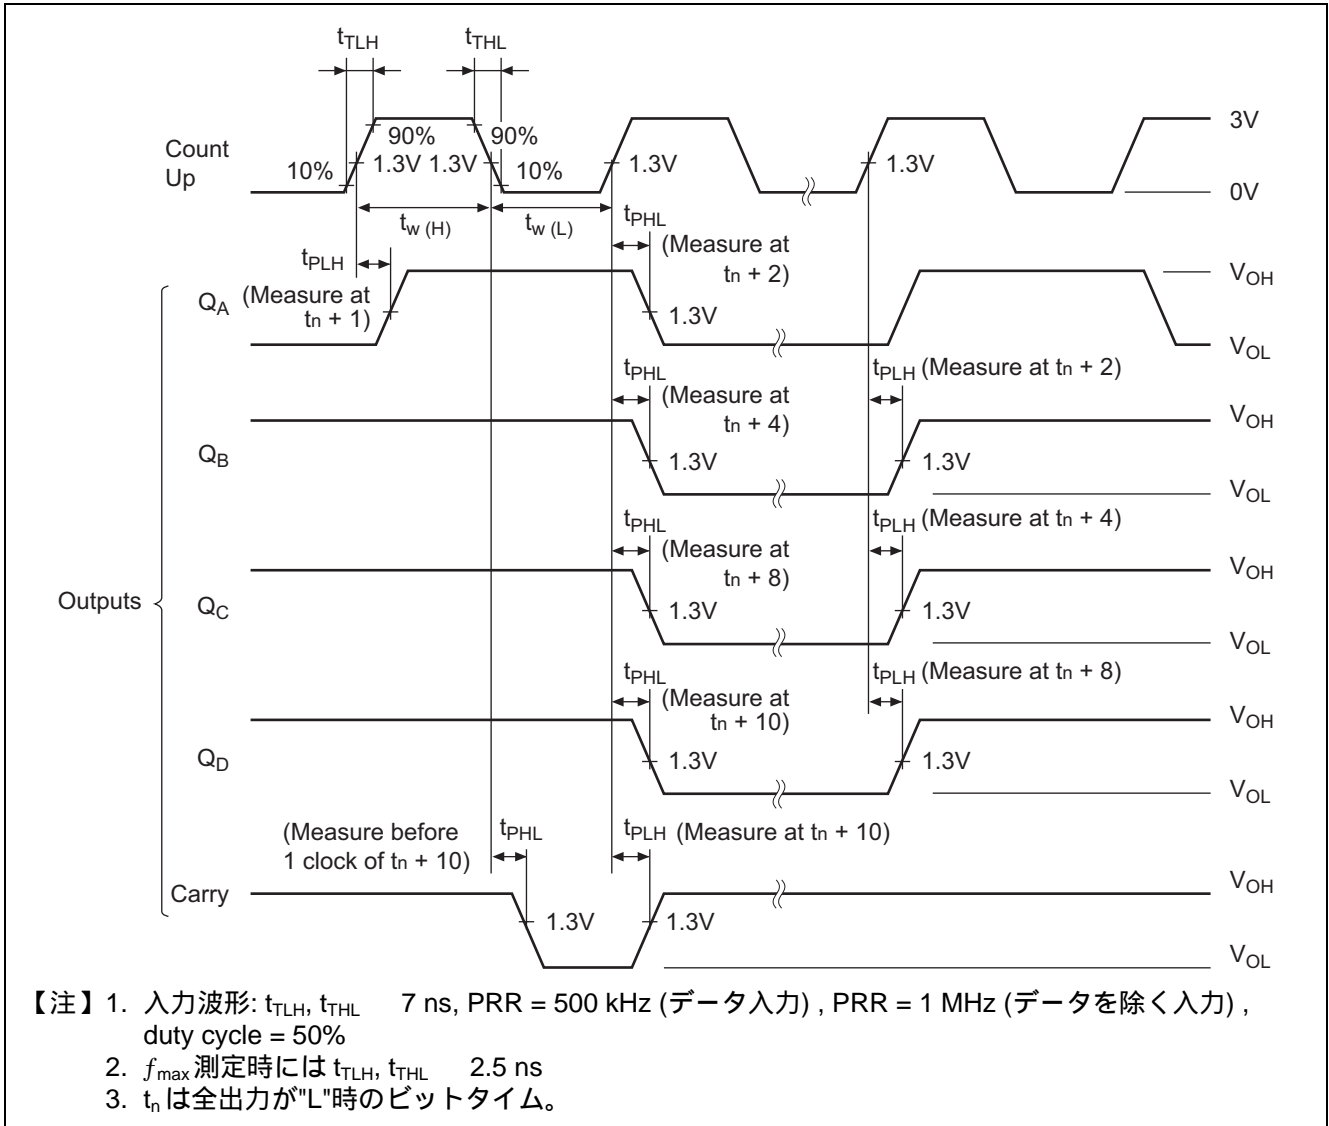 tTLH tTHL
3V
90% 90%
Count
Up
10% 1.3V 1.3V 10% 1.3V 1.3V
0V
tw (H) tw (L)
tPHL
(Measure at
tn + 2)
tPLH
VOH
QA (Measure at
tn + 1)
1.3V
VOL
tPHL
(Measure at
tn + 4)
tPLH (Measure at tn + 2)
VOH
QB
1.3V 1.3V
VOL
tPHL
(Measure at
tn + 8)
tPLH (Measure at tn + 4)
VOH
Outputs
QC
1.3V 1.3V
VOL
tPHL
(Measure at
tn + 10)
tPLH (Measure at tn + 8)
VOH
QD
1.3V 1.3V
VOL
(Measure before
1 clock of tn + 10)
tPHL
tPLH (Measure at tn + 10)
Carry
VOH
1.3V 1.3V
VOL
【注】1. 入力波形: tTLH, tTHL 7 ns, PRR = 500 kHz (データ入力) , PRR = 1 MHz (データを除く入力) ,
duty cycle = 50%
2. fmax 測定時には tTLH, tTHL 2.5 ns
3. tn は全出力が"L"時のビットタイム。